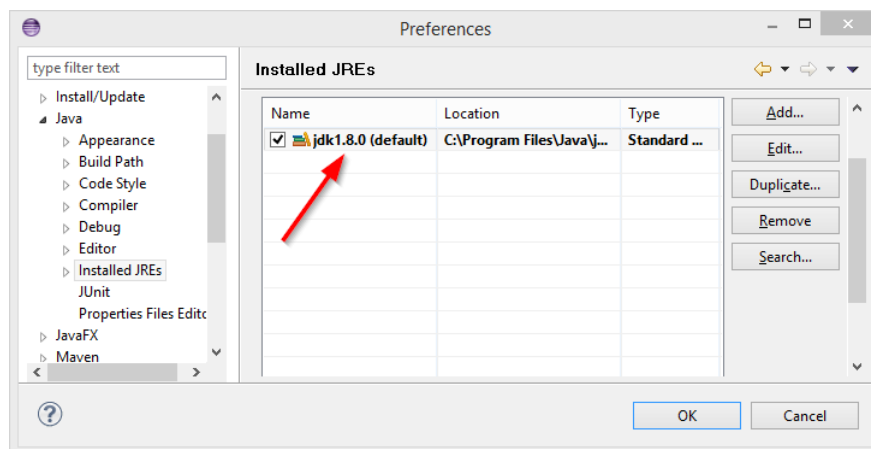 Preferences
type filter text
Install/Update
Java
Appearance
Build Path
Code Style
Compiler
Debug
Editor
Installed JREs
JUnit
Properties Files Edito
JavaFX
Maven
Installed JREs
Name Location Type
jdk1.8.0 (default) C:\Program Files\Java\j... Standard ...
Add...
Edit...
Duplicate...
Remove
Search...
OK Cancel